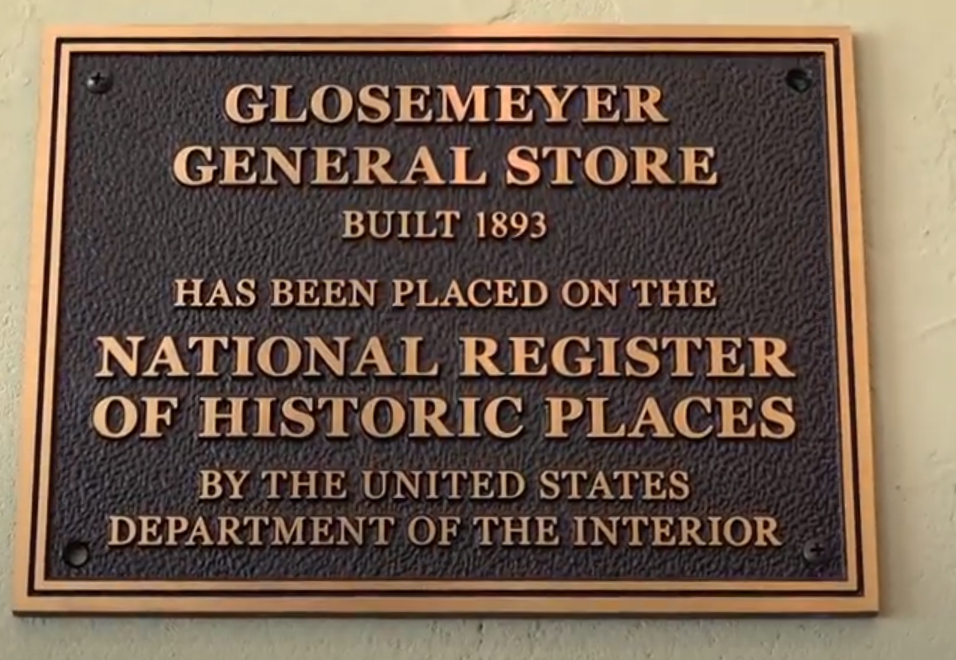 GLOSEMEYER
GENERAL STORE
BUILT 1893
HAS BEEN PLACED ON THE
NATIONAL REGISTER
OF HISTORIC PLACES
BY THE UNITED STATES
DEPARTMENT OF THE INTERIOR